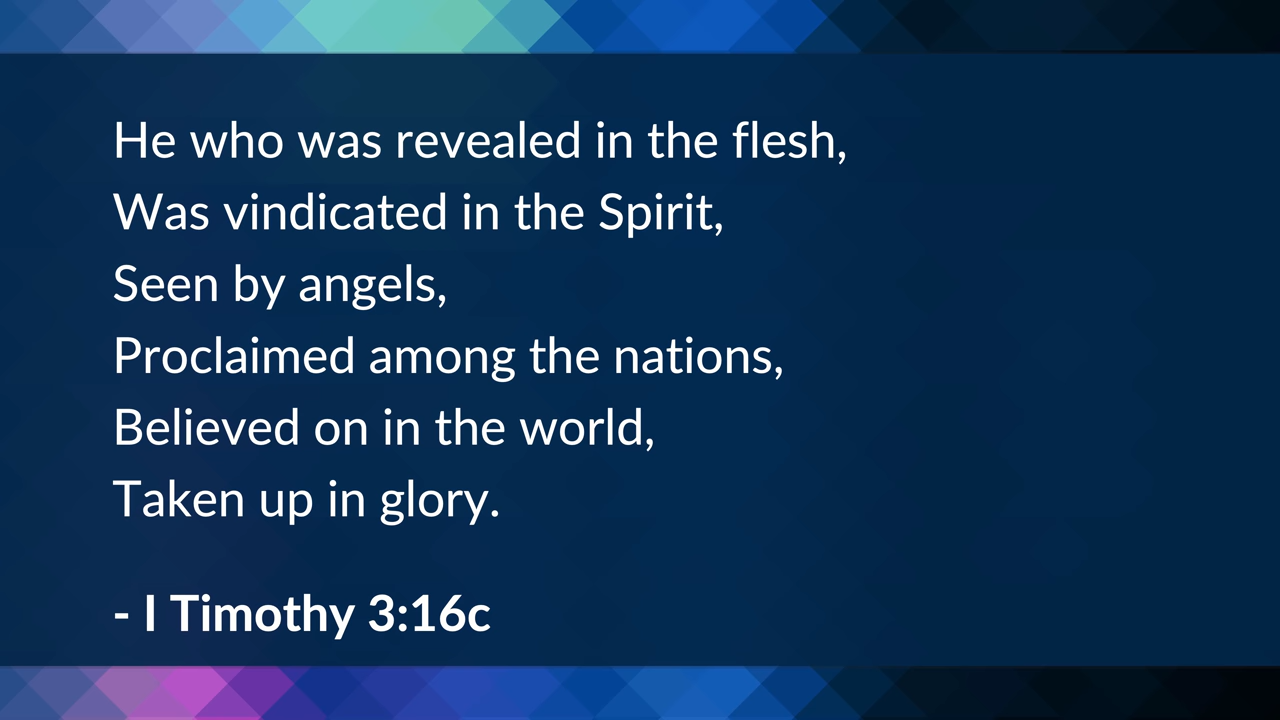 He who was revealed in the flesh,
Was vindicated in the Spirit,
Seen by angels,
Proclaimed among the nations,
Believed on in the world,
Taken up in glory.
- I Timothy 3:16c